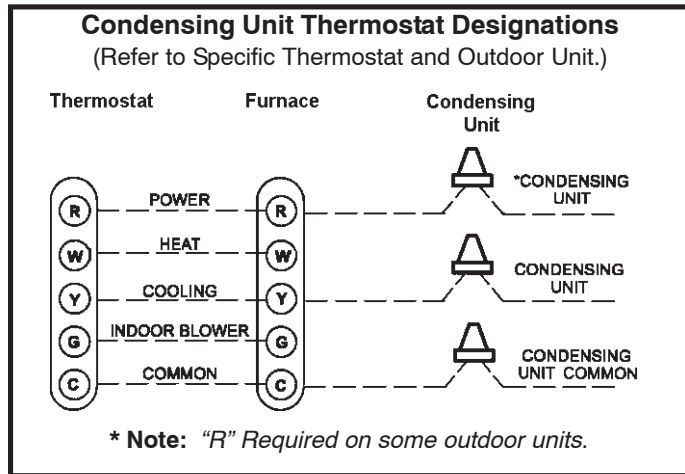 Condensing Unit Thermostat Designations
(Refer to Specific Thermostat and Outdoor Unit.)
Thermostat Furnace Condensing
Unit
R POWER R *CONDENSING
UNIT
W HEAT W
Y COOLING Y CONDENSING
UNIT
G INDOOR BLOWER G
C COMMON C CONDENSING
UNIT COMMON
* Note: "R" Required on some outdoor units.